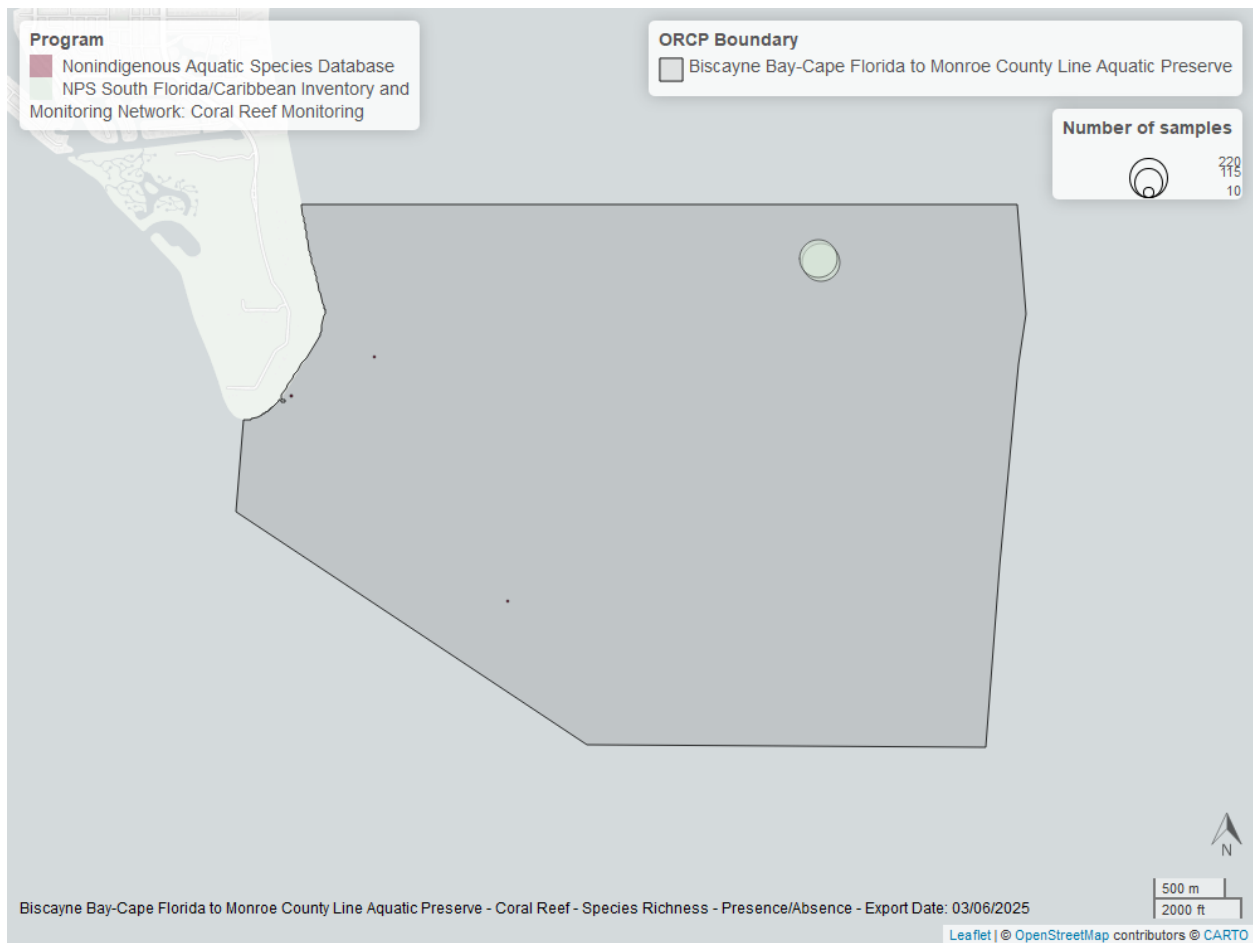 Program
Nonindigenous Aquatic Species Database
NPS South Florida/Caribbean Inventory and
Monitoring Network: Coral Reef Monitoring
ORCP Boundary
Biscayne Bay-Cape Florida to Monroe County Line Aquatic Preserve
Number of samples
220
115
10
N
500 m
2000 ft
Biscayne Bay-Cape Florida to Monroe County Line Aquatic Preserve - Coral Reef - Species Richness - Presence/Absence - Export Date: 03/06/2025
Leaflet | © OpenStreetMap contributors © CARTO